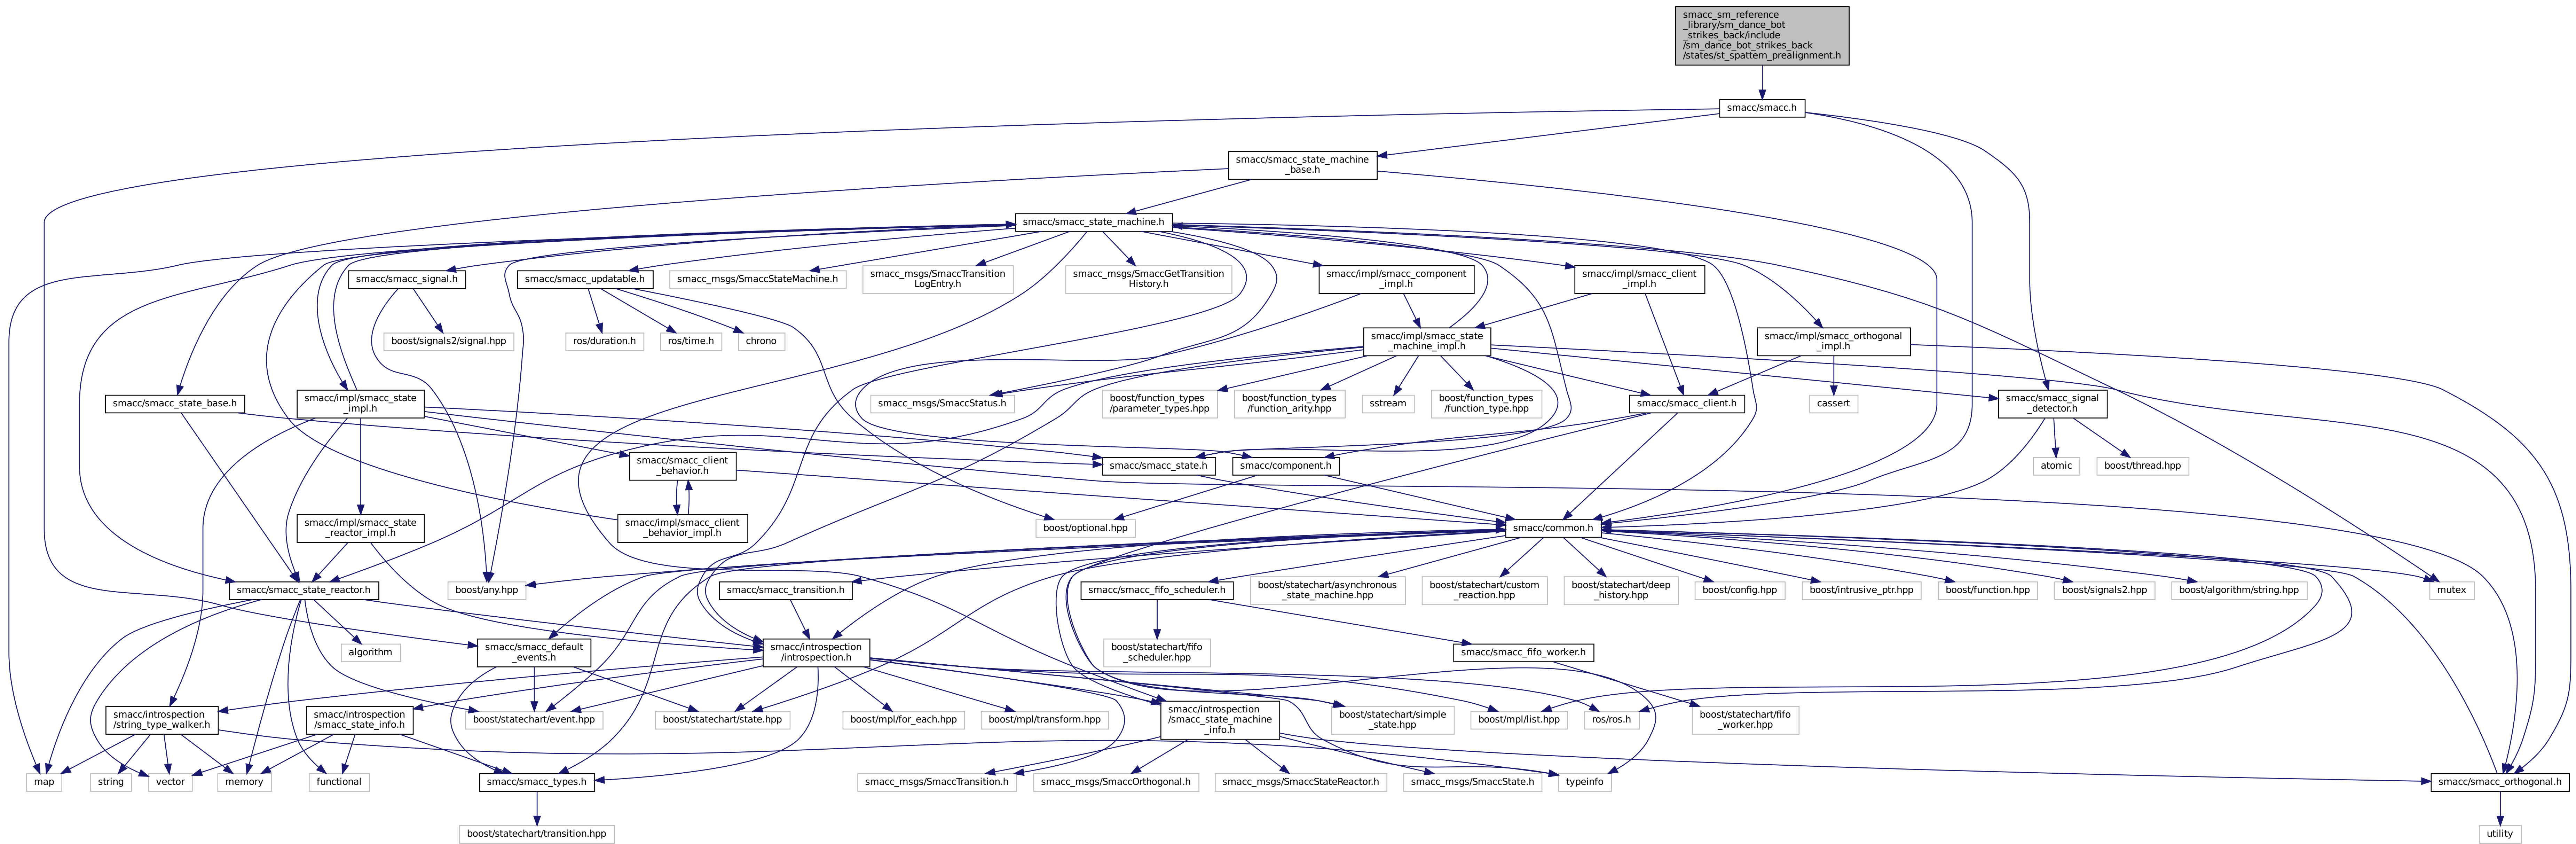 smacc_sm_reference
_library/sm_dance_bot
_strikes_back/include
/sm_dance_bot_strikes_back
/states/st_spattern_prealignment.h
smacc/smacc.h
smacc/smacc_state_machine
_base.h
smacc/smacc_state_machine.h
smacc/smacc_signal.h
smacc/smacc_updatable.h
smacc_msgs/SmaccStateMachine.h
smacc_msgs/SmaccTransition
LogEntry.h
smacc_msgs/SmaccGetTransition
History.h
smacc/impl/smacc_component
_impl.h
smacc/impl/smacc_client
_impl.h
boost/signals2/signal.hpp
ros/duration.h
ros/time.h
chrono
smacc/impl/smacc_state
_machine_impl.h
smacc/impl/smacc_orthogonal
_impl.h
smacc/smacc_state_base.h
smacc/impl/smacc_state
_impl.h
smacc_msgs/SmaccStatus.h
boost/function_types
/parameter_types.hpp
boost/function_types
/function_arity.hpp
sstream
boost/function_types
/function_type.hpp
smacc/smacc_client.h
cassert
smacc/smacc_signal
_detector.h
smacc/smacc_client
_behavior.h
smacc/smacc_state.h
smacc/component.h
atomic
boost/thread.hpp
smacc/impl/smacc_state
_reactor_impl.h
smacc/impl/smacc_client
_behavior_impl.h
boost/optional.hpp
smacc/common.h
smacc/smacc_state_reactor.h
boost/any.hpp
smacc/smacc_transition.h
smacc/smacc_fifo_scheduler.h
boost/statechart/asynchronous
_state_machine.hpp
boost/statechart/custom
_reaction.hpp
boost/statechart/deep
_history.hpp
boost/config.hpp
boost/intrusive_ptr.hpp
boost/function.hpp
boost/signals2.hpp
boost/algorithm/string.hpp
mutex
algorithm
smacc/smacc_default
_events.h
smacc/introspection
/introspection.h
boost/statechart/fifo
_scheduler.hpp
smacc/smacc_fifo_worker.h
smacc/introspection
/string_type_walker.h
smacc/introspection
/smacc_state_info.h
boost/statechart/event.hpp
boost/statechart/state.hpp
boost/mpl/for_each.hpp
boost/mpl/transform.hpp
smacc/introspection
/smacc_state_machine
_info.h
boost/statechart/simple
_state.hpp
boost/mpl/list.hpp
ros/ros.h
boost/statechart/fifo
_worker.hpp
map
string
vector
memory
functional
smacc/smacc_types.h
smacc_msgs/SmaccTransition.h
smacc_msgs/SmaccOrthogonal.h
smacc_msgs/SmaccStateReactor.h
smacc_msgs/SmaccState.h
typeinfo
smacc/smacc_orthogonal.h
boost/statechart/transition.hpp
utility